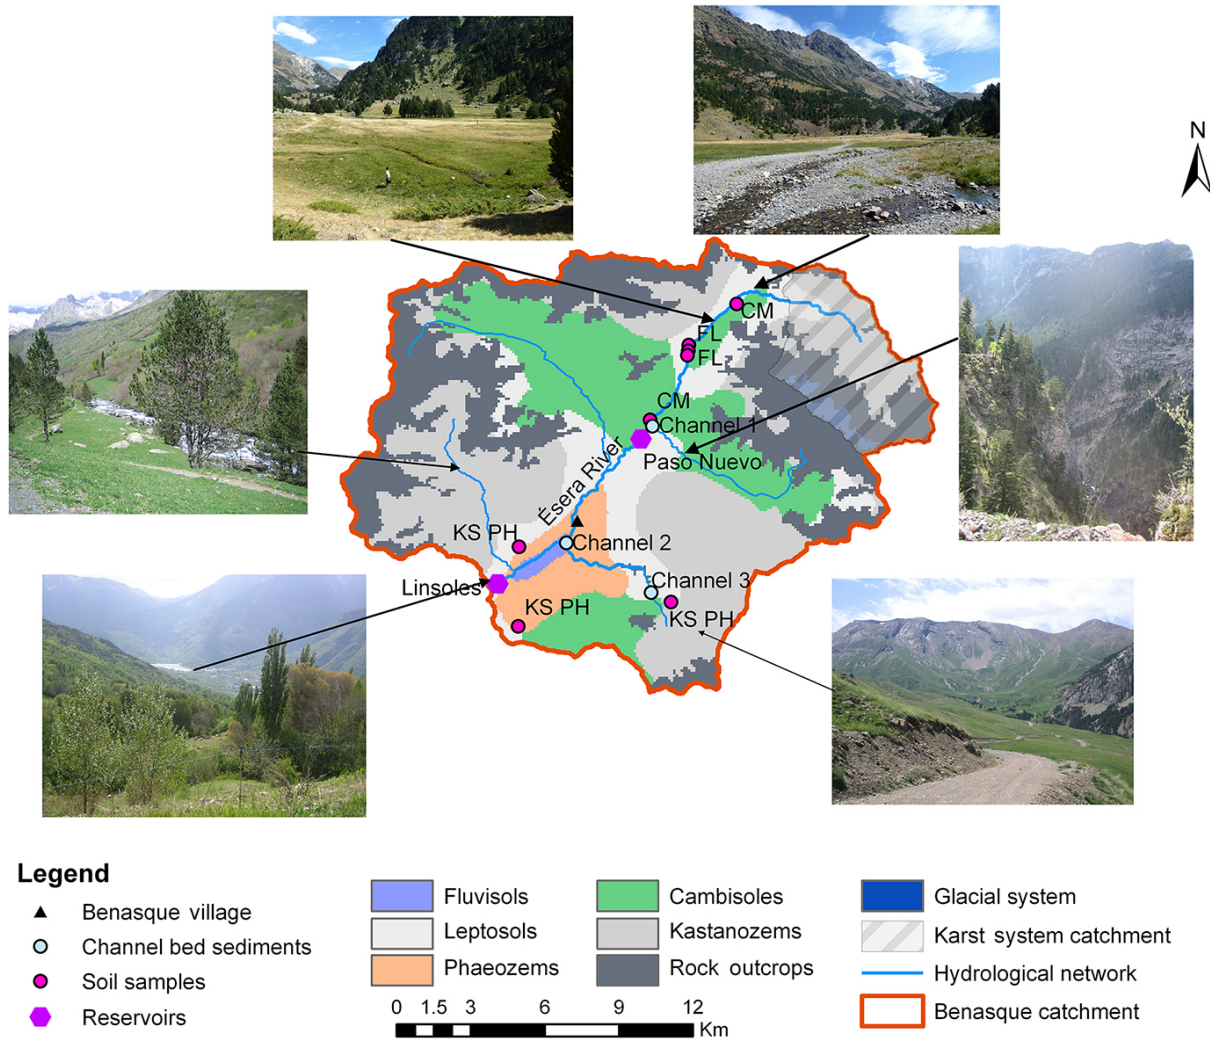 N
CM
FL
FL
CM
Channel 1
Paso Nuevo
Ésera River
KS PH
Channel 2
Linsoles
Channel 3
KS PH
KS PH
Legend
Benasque village
Channel bed sediments
Soil samples
Reservoirs
Fluvisols
Leptosols
Phaeozems
Cambisoles
Kastanozems
Rock outcrops
Glacial system
Karst system catchment
Hydrological network
Benasque catchment
0 1.5 3 6 9 12
Km